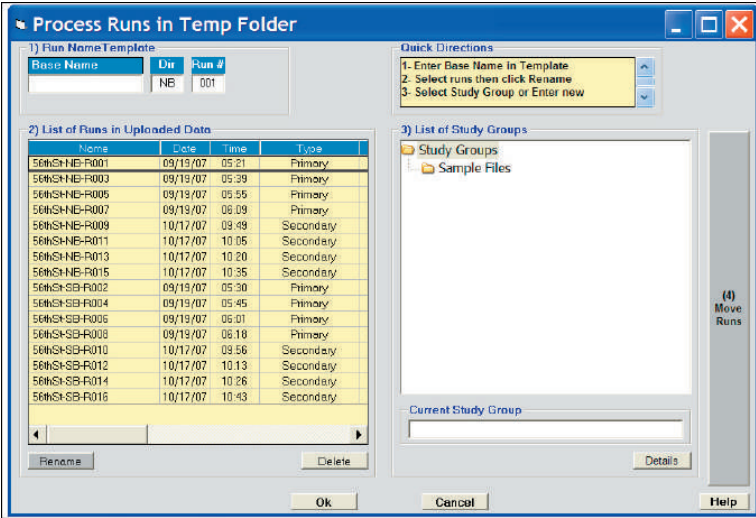 Process Runs in Temp Folder
1) Run NameTemplate
Base Name Dir Run #
NB 001
Quick Directions
1- Enter Base Name in Template
2- Select runs then click Rename
3- Select Study Group or Enter new
2) List of Runs in Uploaded Data
Name Date Time Type
56thSt-NB-R001 09/19/07 05:21 Primary
56thSt-NB-R003 09/19/07 05:39 Primary
56thSt-NB-R005 09/19/07 05:55 Primary
56thSt-NB-R007 09/19/07 06:09 Primary
56thSt-NB-R009 10/17/07 09:49 Secondary
56thSt-NB-R011 10/17/07 10:05 Secondary
56thSt-NB-R013 10/17/07 10:20 Secondary
56thSt-NB-R015 10/17/07 10:35 Secondary
56thSt-SB-R002 09/19/07 05:30 Primary
56thSt-SB-R004 09/19/07 05:45 Primary
56thSt-SB-R006 09/19/07 06:01 Primary
56thSt-SB-R008 09/19/07 06:18 Primary
56thSt-SB-R010 10/17/07 09:56 Secondary
56thSt-SB-R012 10/17/07 10:13 Secondary
56thSt-SB-R014 10/17/07 10:26 Secondary
56thSt-SB-R016 10/17/07 10:43 Secondary
Rename Delete
3) List of Study Groups
Study Groups
Sample Files
Current Study Group
Details
(4)
Move
Runs
Ok Cancel Help